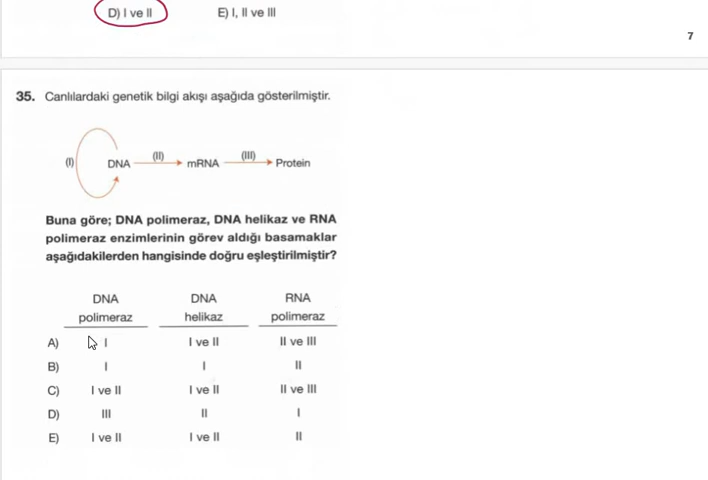 D) I ve II E) I, II ve III
7
35. Canlılardaki genetik bilgi akışı aşağıda gösterilmiştir.
(I) DNA (II) mRNA (III) Protein
Buna göre; DNA polimeraz, DNA helikaz ve RNA
polimeraz enzimlerinin görev aldığı basamaklar
aşağıdakilerden hangisinde doğru eşleştirilmiştir?
DNA DNA RNA
polimeraz helikaz polimeraz
A) I I ve II II ve III
B) I I II
C) I ve II I ve II II ve III
D) III II I
E) I ve II I ve II II